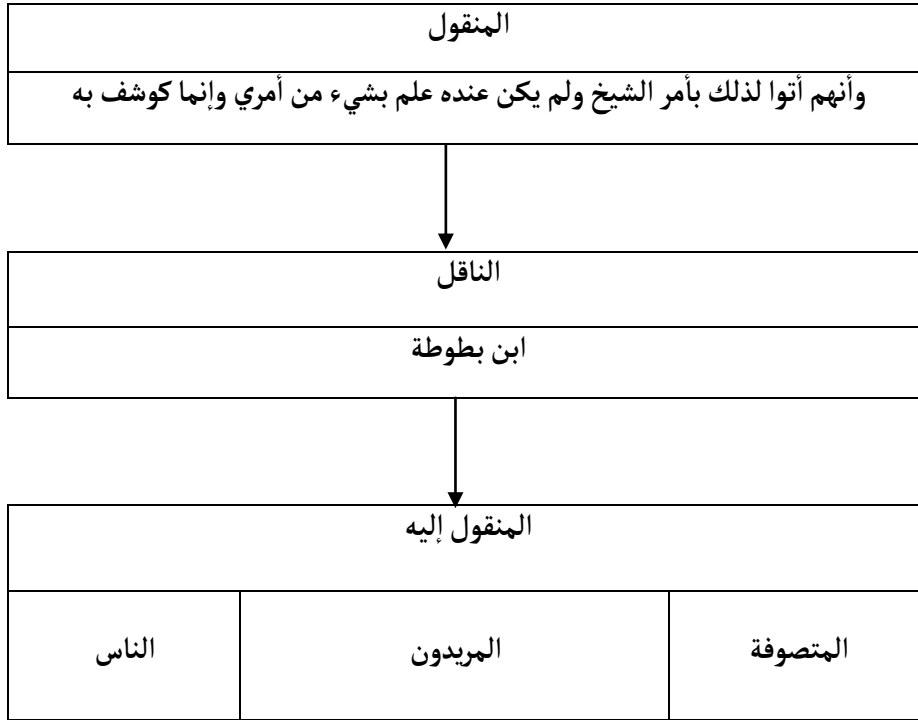 المنقول
وأنهم أتوا لذلك بأمر الشيخ ولم يكن عنده علم بشيء من أمري وإنما كوشف به
الناقل
ابن بطوطة
المنقول إليه
المتصوفة
المريدون
الناس